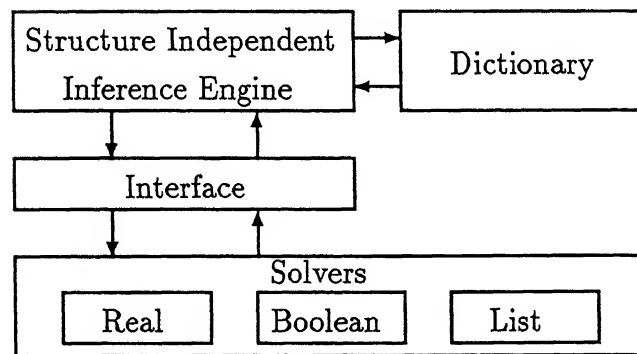 Structure Independent
Inference Engine
Dictionary
Interface
Solvers
Real
Boolean
List